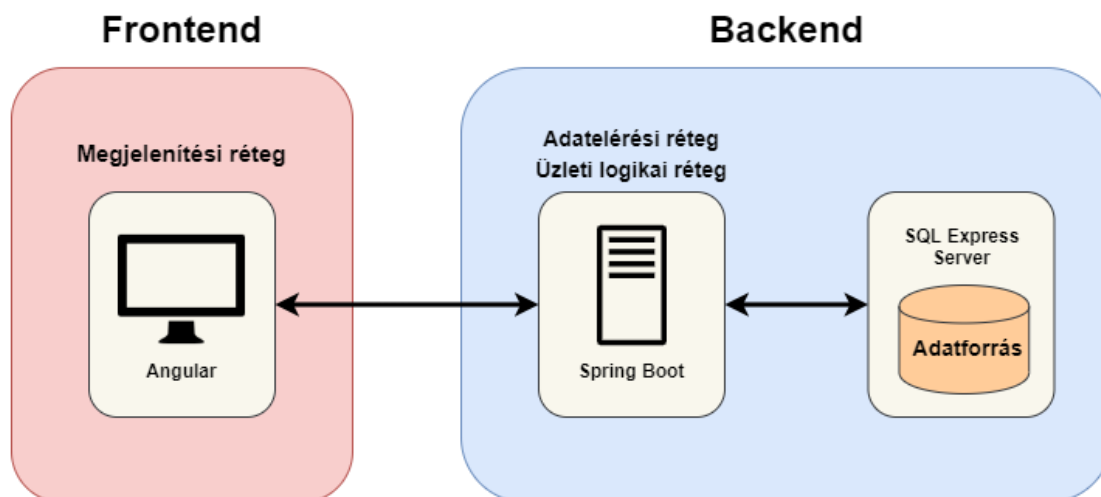 Frontend
Backend
Megjelenítési réteg
Angular
Adatelérési réteg
Üzleti logikai réteg
Spring Boot
SQL Express
Server
Adatforrás